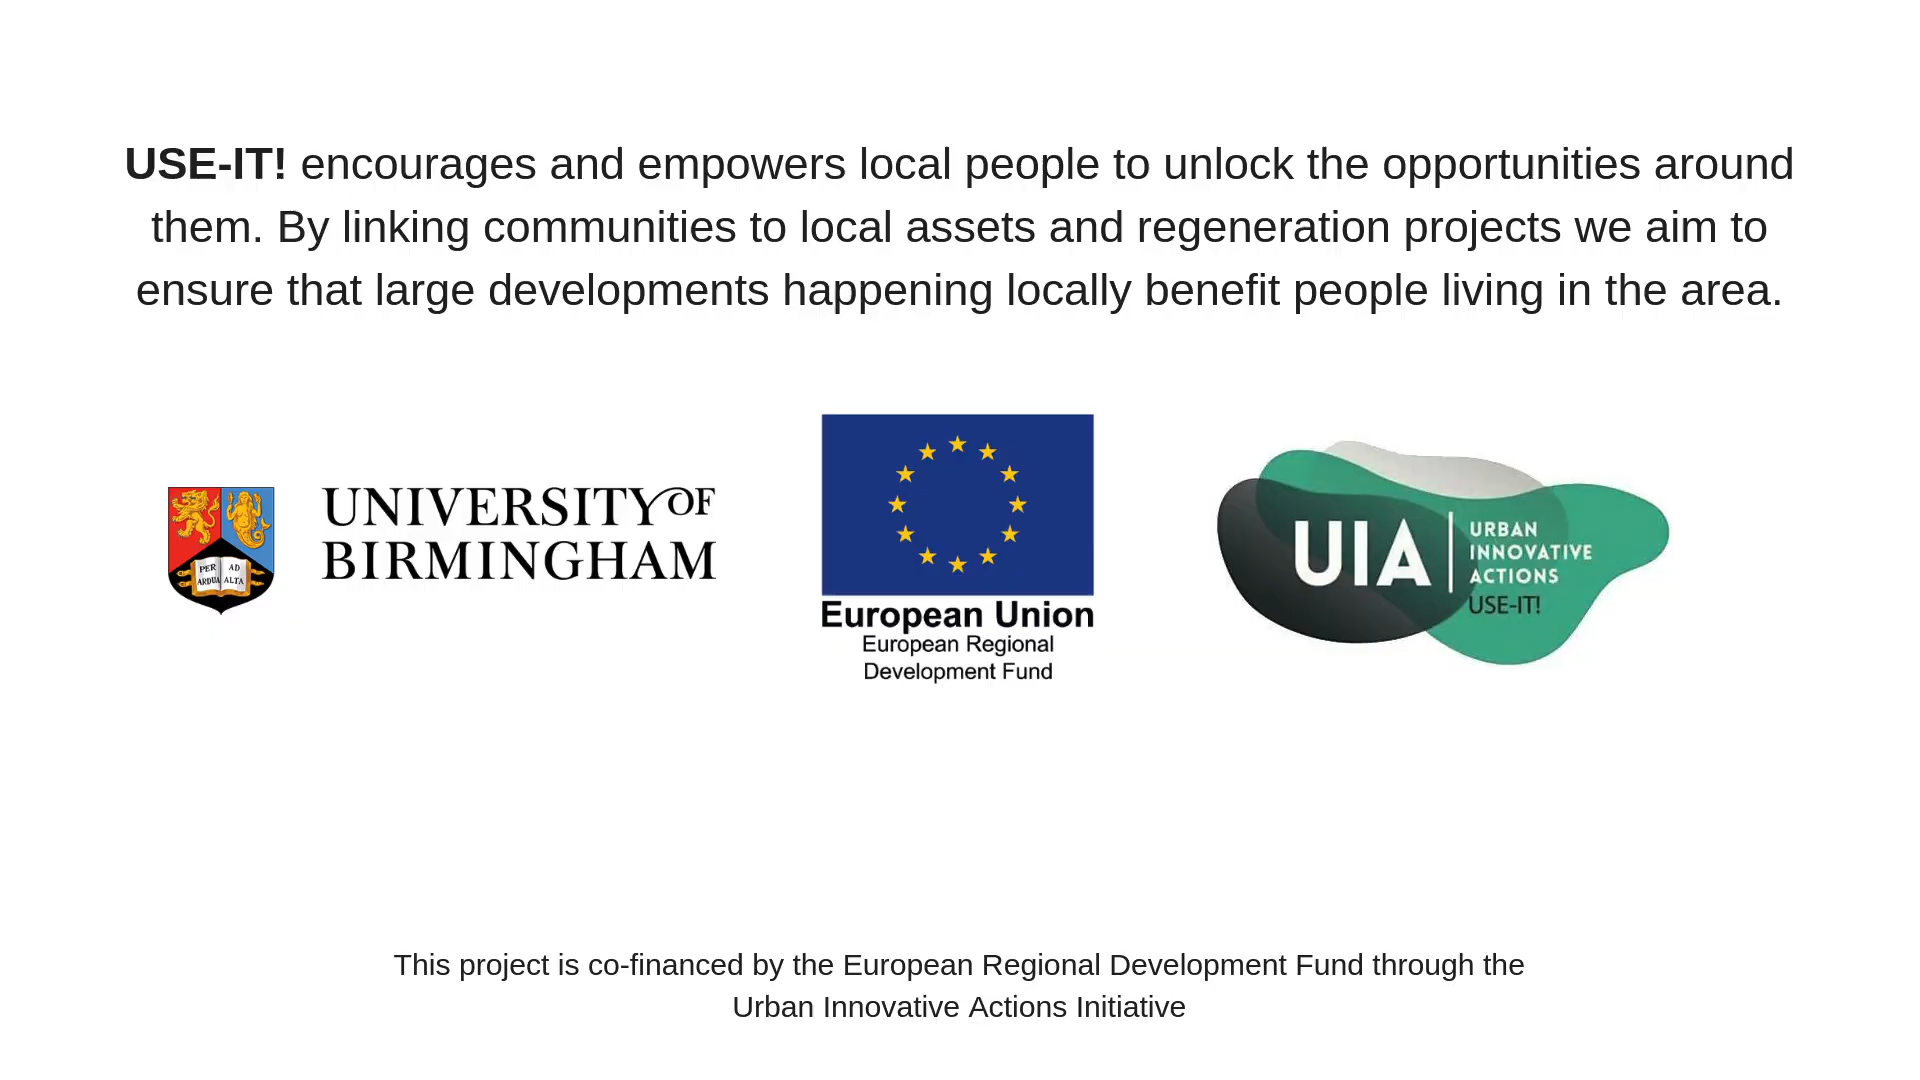 USE-IT! encourages and empowers local people to unlock the opportunities around
them. By linking communities to local assets and regeneration projects we aim to
ensure that large developments happening locally benefit people living in the area.
PER AD
ARDUA ALTA
UNIVERSITY OF
BIRMINGHAM
European Union
European Regional
Development Fund
UIA
URBAN
INNOVATIVE
ACTIONS
USE-IT!
This project is co-financed by the European Regional Development Fund through the
Urban Innovative Actions Initiative